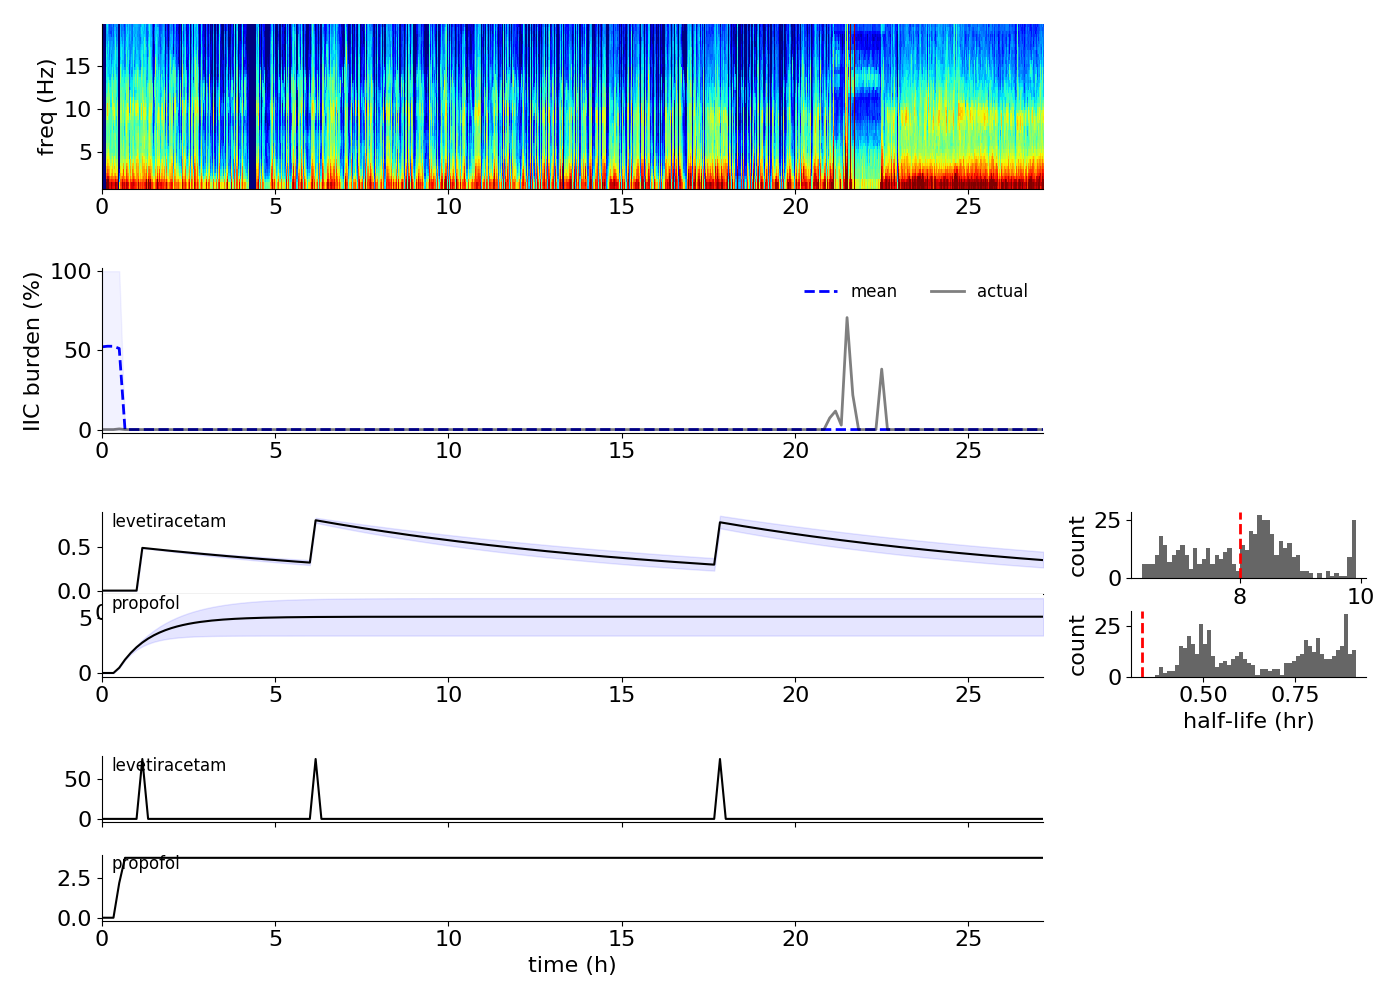 freq (Hz)
15
10
5
0 5 10 15 20 25
IIC burden (%)
100
50
0
mean actual
0 5 10 15 20 25
levetiracetam
0.5
0.0
count
25
0
8 10
propofol
5
0
0 5 10 15 20 25
count
25
0
0.50 0.75
half-life (hr)
levetiracetam
50
0
propofol
2.5
0.0
0 5 10 15 20 25
time (h)